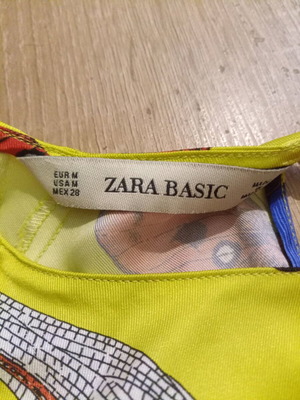 EUR M
USA M
MEX 28
ZARA BASIC